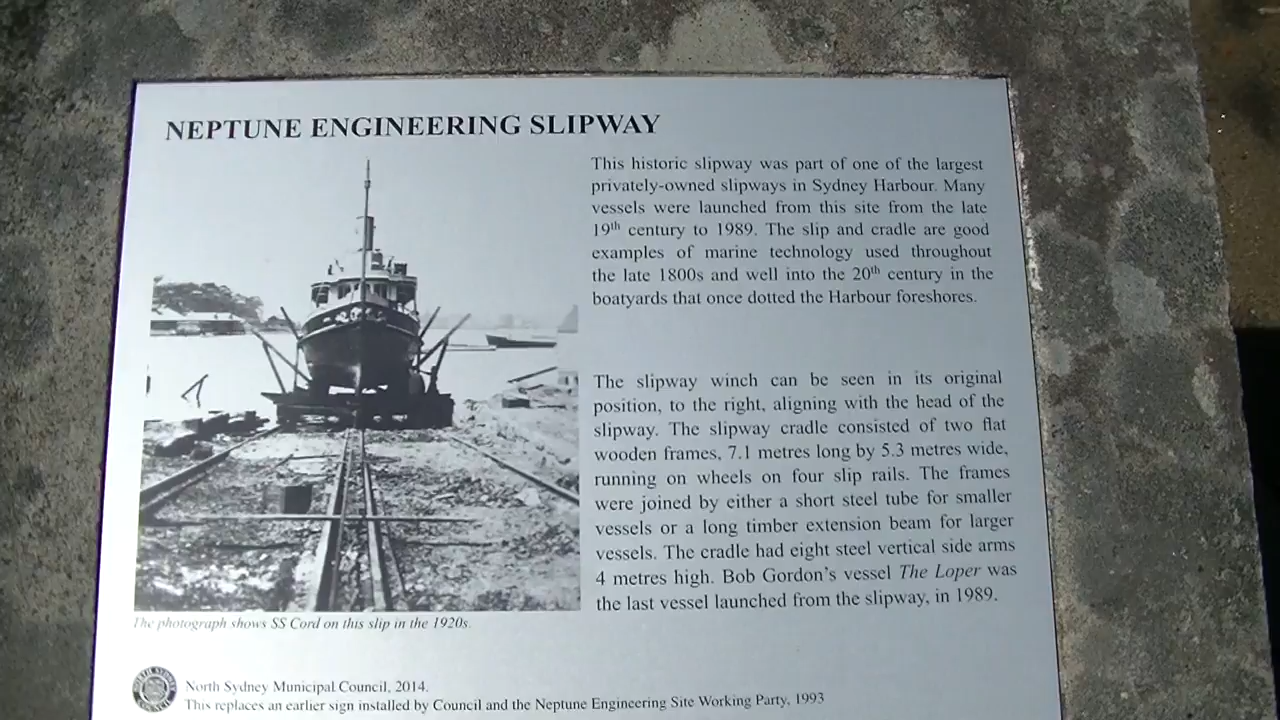 NEPTUNE ENGINEERING SLIPWAY
This historic slipway was part of one of the largest
privately-owned slipways in Sydney Harbour. Many
vessels were launched from this site from the late
19th century to 1989. The slip and cradle are good
examples of marine technology used throughout
the late 1800s and well into the 20th century in the
boatyards that once dotted the Harbour foreshores.
The slipway winch can be seen in its original
position, to the right, aligning with the head of the
slipway. The slipway cradle consisted of two flat
wooden frames, 7.1 metres long by 5.3 metres wide,
running on wheels on four slip rails. The frames
were joined by either a short steel tube for smaller
vessels or a long timber extension beam for larger
vessels. The cradle had eight steel vertical side arms
4 metres high. Bob Gordon's vessel The Loper was
the last vessel launched from the slipway, in 1989.
The photograph shows SS Cord on this slip in the 1920s.
NORTH SYDNEY COUNCIL
North Sydney Municipal Council, 2014.
This replaces an earlier sign installed by Council and the Neptune Engineering Site Working Party, 1993